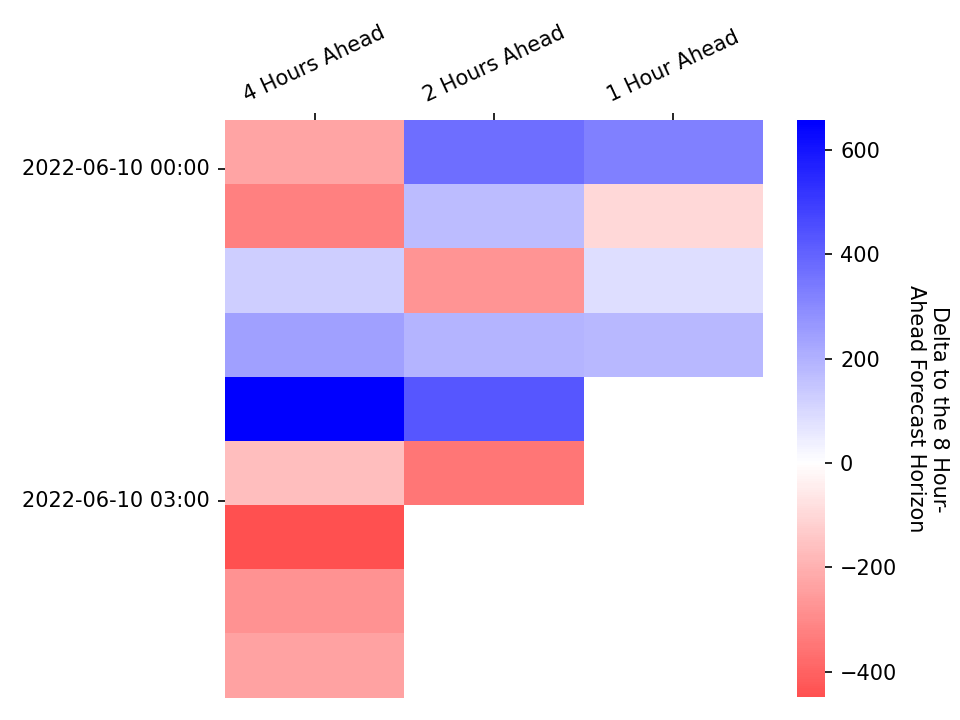 4 Hours Ahead
2 Hours Ahead
1 Hour Ahead
2022-06-10 00:00
2022-06-10 03:00
600
400
200
0
−200
−400
Delta to the 8 Hour-
Ahead Forecast Horizon